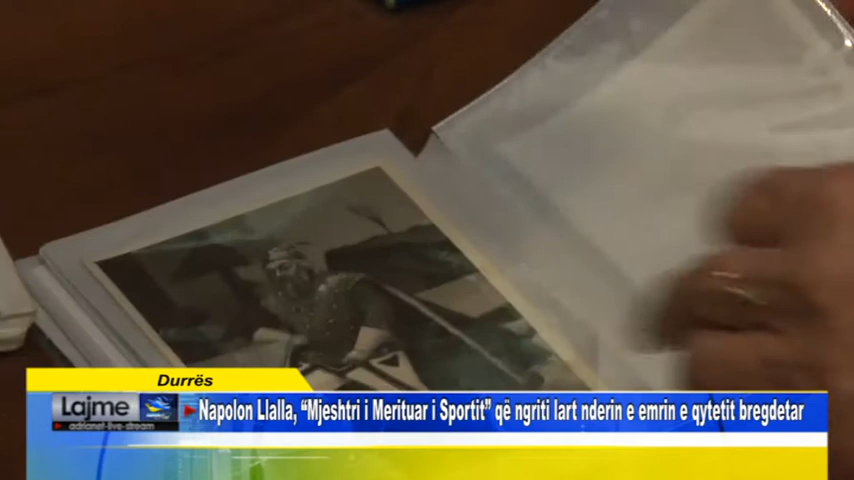 Durrës
Lajme
adrianet-live-stream
Napolon Llalla, “Mjeshtri i Merituar i Sportit” që ngriti lart nderin e emrin e qytetit bregdetar